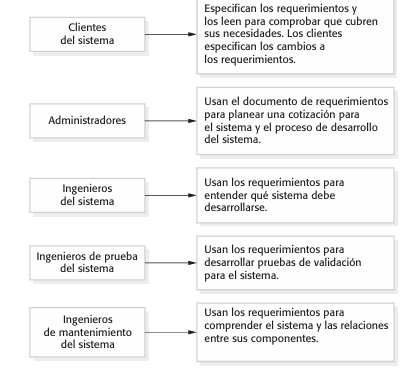 Clientes
del sistema
Especifican los requerimientos y
los leen para comprobar que cubren
sus necesidades. Los clientes
especifican los cambios a
los requerimientos.
Administradores
Usan el documento de requerimientos
para planear una cotización para
el sistema y el proceso de desarrollo
del sistema.
Ingenieros
del sistema
Usan los requerimientos para
entender qué sistema debe
desarrollarse.
Ingenieros de prueba
del sistema
Usan los requerimientos para
desarrollar pruebas de validación
para el sistema.
Ingenieros
de mantenimiento
del sistema
Usan los requerimientos para
comprender el sistema y las relaciones
entre sus componentes.